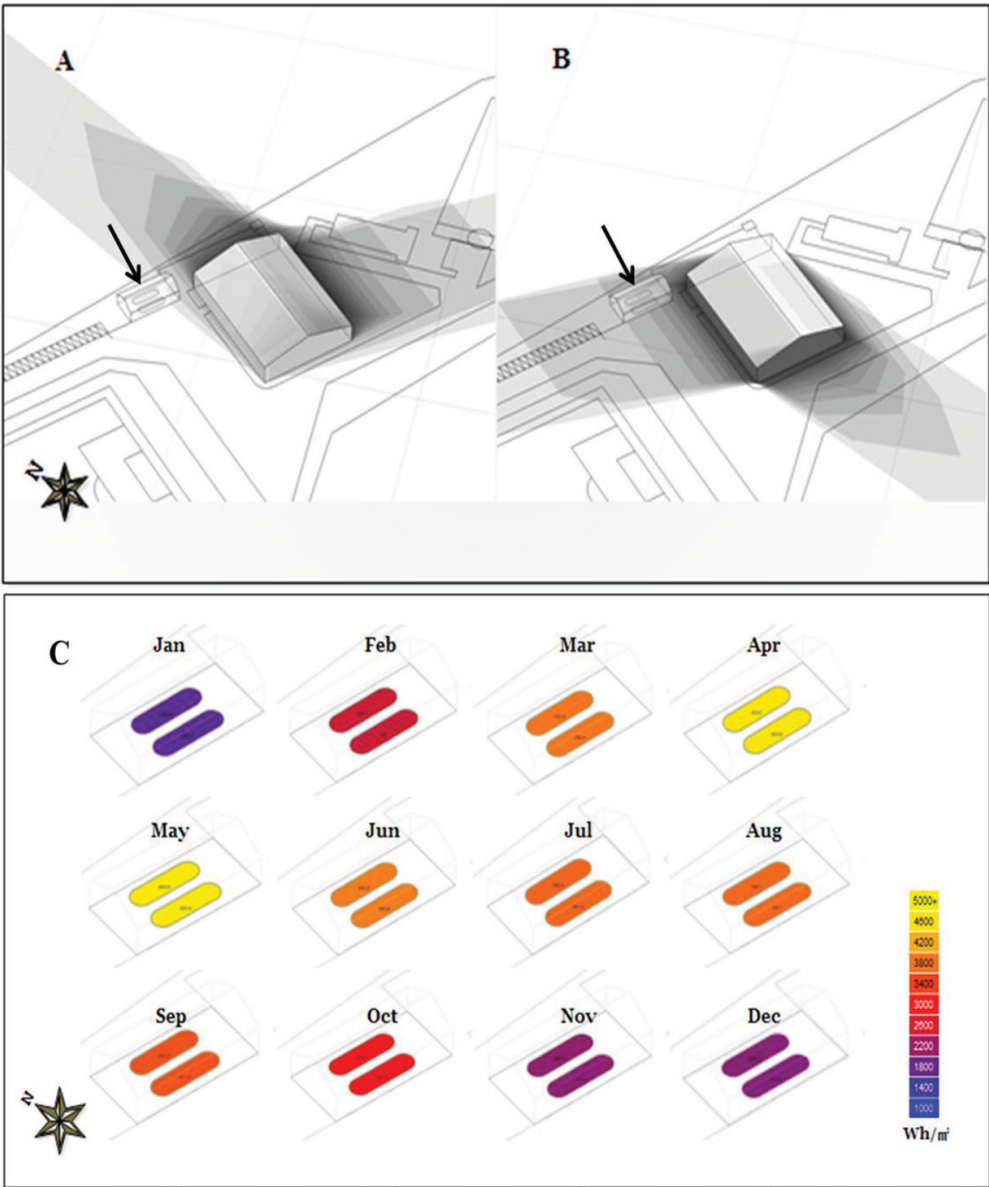 A
B
N
C
Jan Feb Mar Apr
May Jun Jul Aug
Sep Oct Nov Dec
5000+
4600
4200
3800
3400
3000
2600
2200
1800
1400
1000
Wh/㎡
N